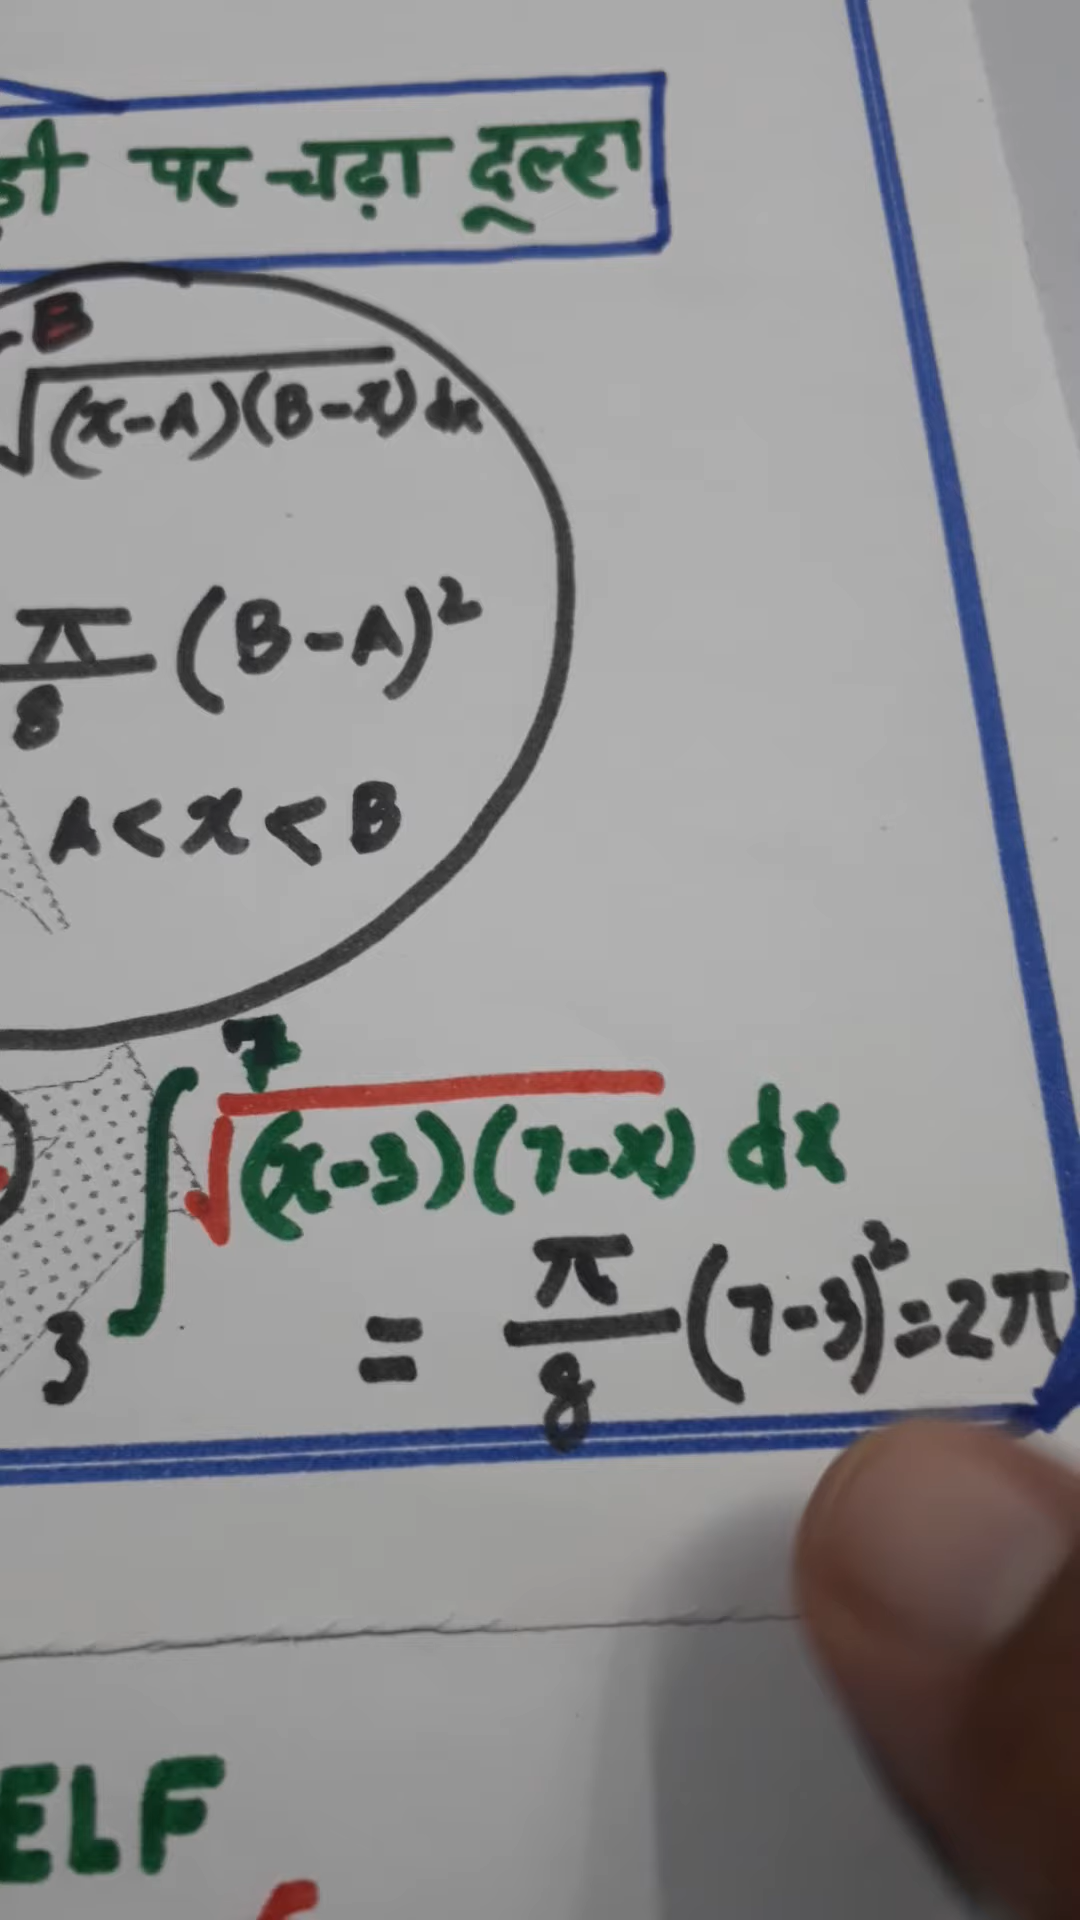 पर चढ़ा दूल्हा
B
√(x-A)(B-x) dx
π/8 (B-A)²
A < x < B
7
∫ √(x-3)(7-x) dx
3
= π/8 (7-3)² = 2π
ELF